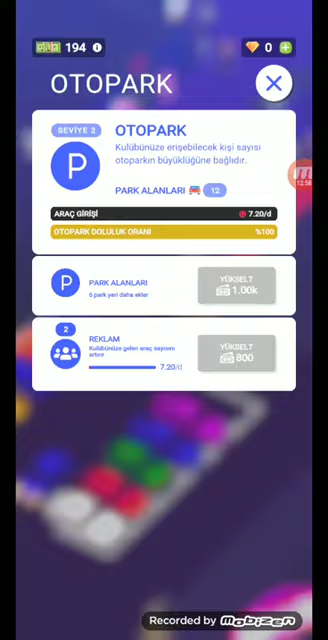 194
0
OTOPARK
SEVİYE 2
OTOPARK
Kulübünüze erişebilecek kişi sayısı
otoparkın büyüklüğüne bağlıdır.
P
PARK ALANLARI 12
ARAÇ GİRİŞİ 7.20/d
OTOPARK DOLULUK ORANI %100
P
PARK ALANLARI
6 park yeri daha ekler
YÜKSELT
1.00k
2
REKLAM
Kulübünüze gelen araç sayısını
artırır
7.20/d
YÜKSELT
800
12:58
Recorded by mobizen